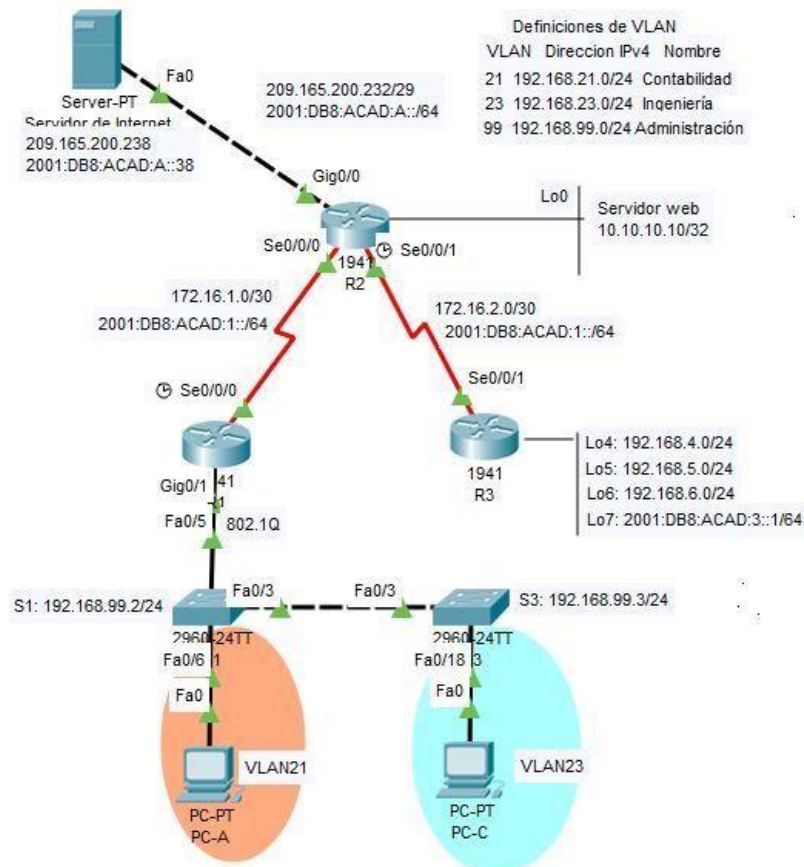 Definiciones de VLAN
VLAN Direccion IPv4 Nombre
21 192.168.21.0/24 Contabilidad
23 192.168.23.0/24 Ingeniería
99 192.168.99.0/24 Administración
Fa0
Server-PT
Servidor de Internet
209.165.200.238
2001:DB8:ACAD:A::38
209.165.200.232/29
2001:DB8:ACAD:A::/64
Gig0/0
Lo0
Servidor web
10.10.10.10/32
Se0/0/0
Se0/0/1
1941
R2
172.16.1.0/30
2001:DB8:ACAD:1::/64
172.16.2.0/30
2001:DB8:ACAD:1::/64
Se0/0/0
Se0/0/1
1941
R3
Lo4: 192.168.4.0/24
Lo5: 192.168.5.0/24
Lo6: 192.168.6.0/24
Lo7: 2001:DB8:ACAD:3::1/64
Gig0/1
41
Fa0/5
802.1Q
S1: 192.168.99.2/24
Fa0/3
Fa0/3
S3: 192.168.99.3/24
2960-24TT
2960-24TT
Fa0/6
1
Fa0/18
3
Fa0
Fa0
VLAN21
VLAN23
PC-PT
PC-A
PC-PT
PC-C